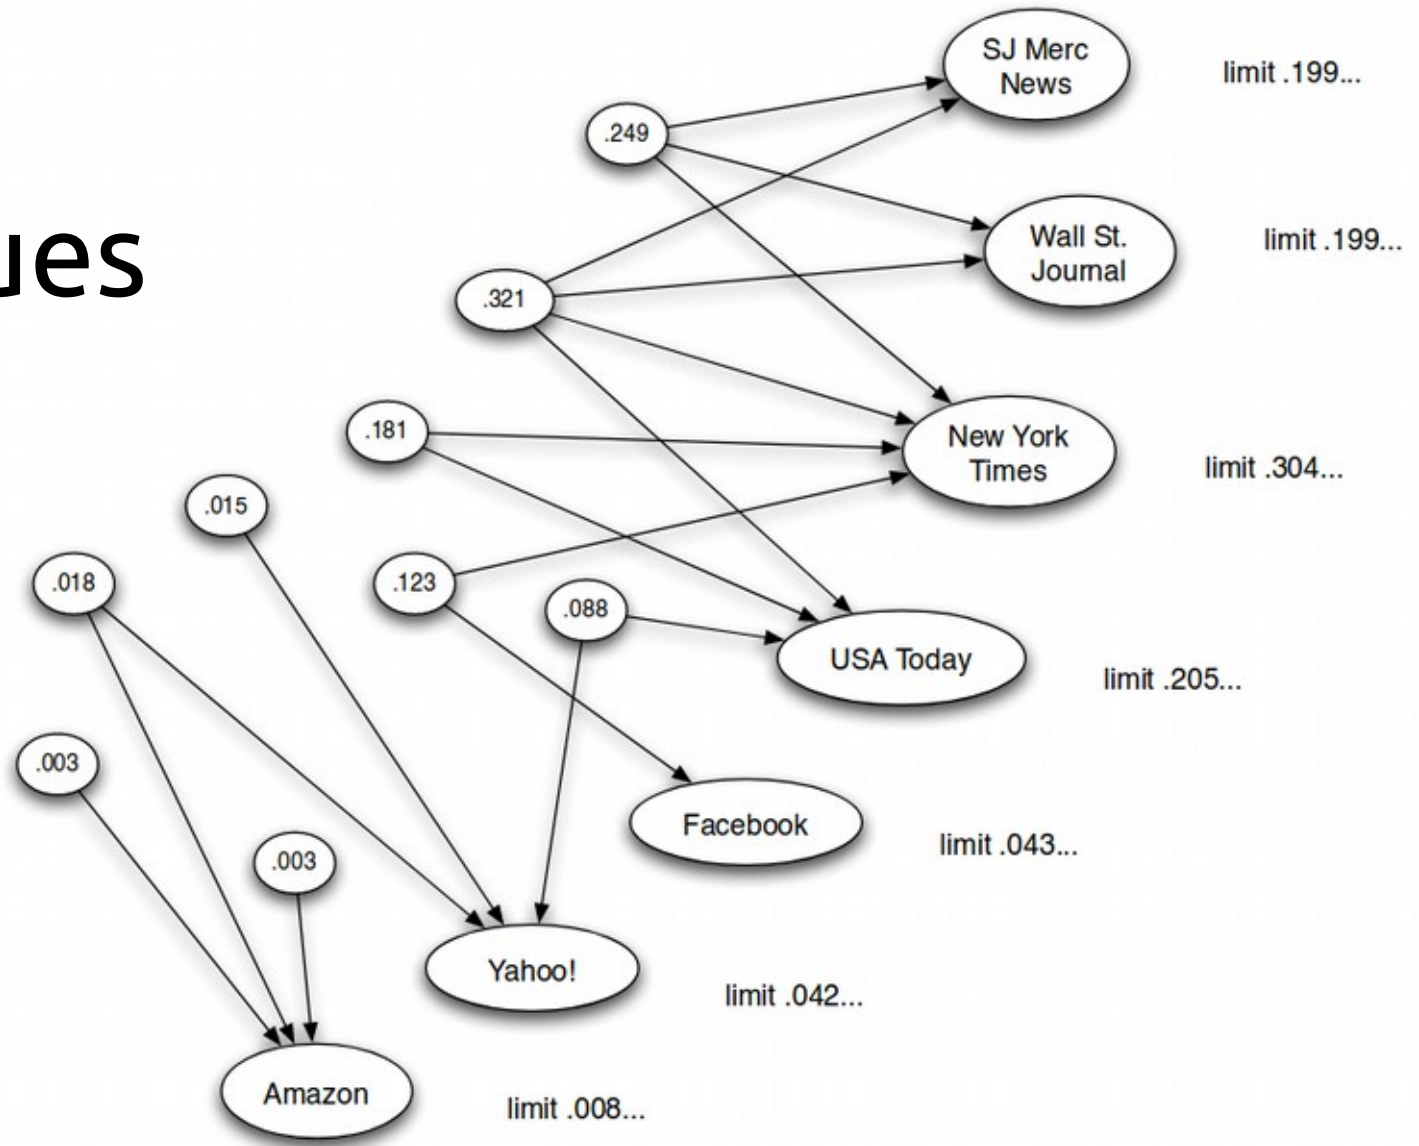 SJ Merc
News
limit .199...
.249
ues
Wall St.
Journal
limit .199...
.321
.181
New York
Times
limit .304...
.015
.018
.123
.088
USA Today
limit .205...
.003
Facebook
limit .043...
.003
Yahoo!
limit .042...
Amazon
limit .008...